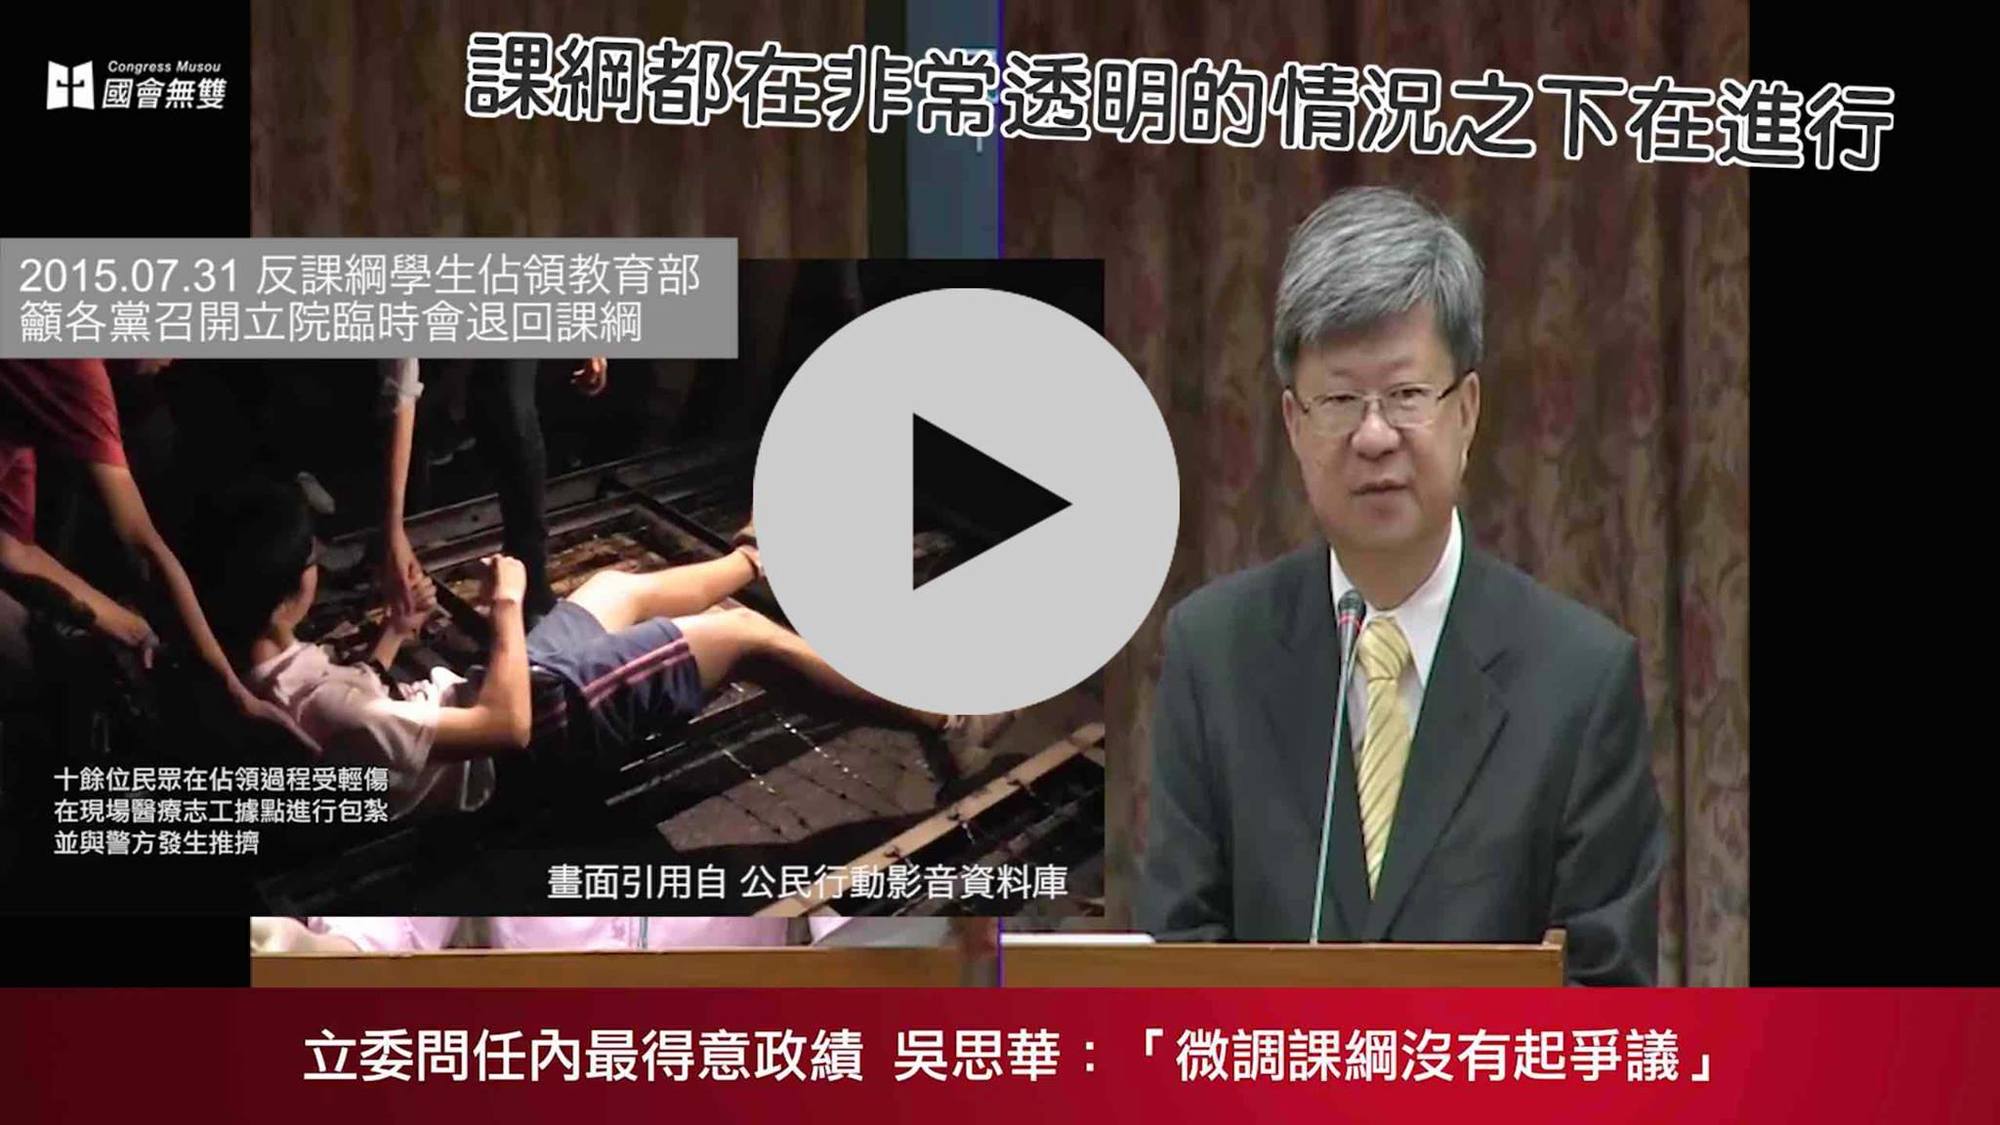 Congress Musou
國會無雙
課綱都在非常透明的情況之下在進行
2015.07.31 反課綱學生佔領教育部
籲各黨召開立院臨時會退回課綱
十餘位民眾在佔領過程受輕傷
在現場醫療志工據點進行包紮
並與警方發生推擠
畫面引用自 公民行動影音資料庫
立委問任內最得意政績 吳思華：「微調課綱沒有起爭議」